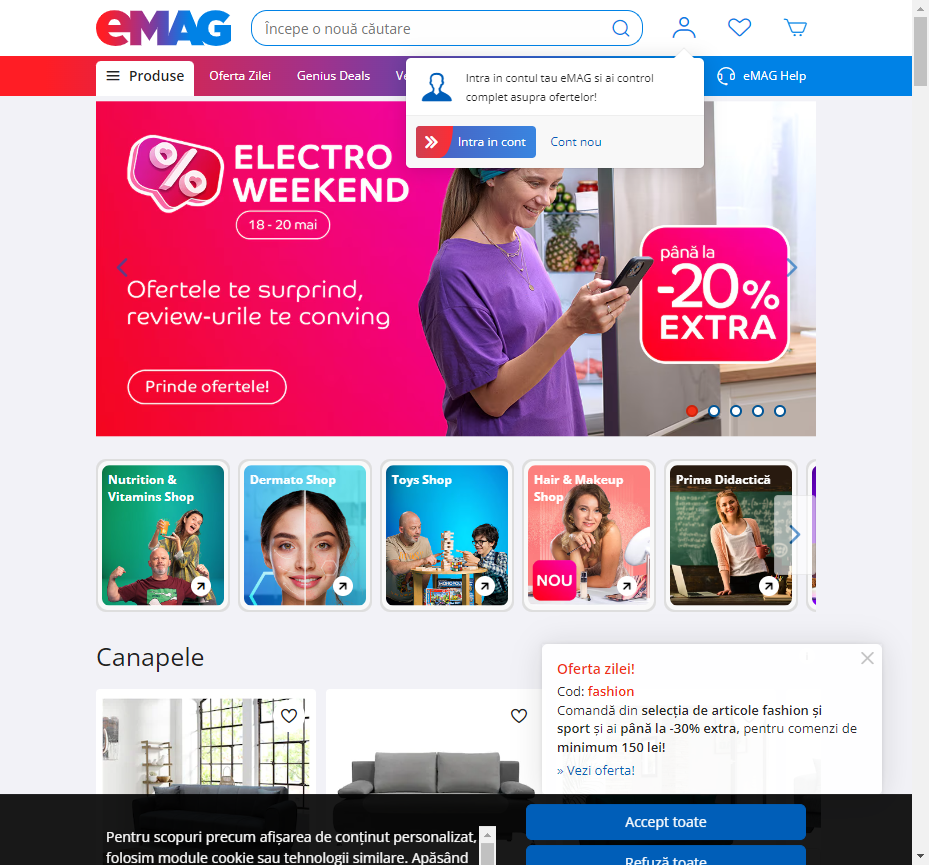 eMAG
Începe o nouă căutare
Produse
Oferta Zilei
Genius Deals
eMAG Help
Intra in contul tau eMAG si ai control
complet asupra ofertelor!
Intra in cont
Cont nou
ELECTRO
WEEKEND
18 - 20 mai
Ofertele te surprind,
review-urile te conving
Prinde ofertele!
până la
-20%
EXTRA
Nutrition &
Vitamins Shop
Dermato Shop
Toys Shop
MONOPOLY
Hair & Makeup
Shop
NOU
Prima Didactică
Canapele
Oferta zilei!
Cod: fashion
Comandă din selecția de articole fashion și
sport și ai până la -30% extra, pentru comenzi de
minimum 150 lei!
» Vezi oferta!
Pentru scopuri precum afișarea de conținut personalizat,
folosim module cookie sau tehnologii similare. Apăsând
Accept toate
Refuză toate